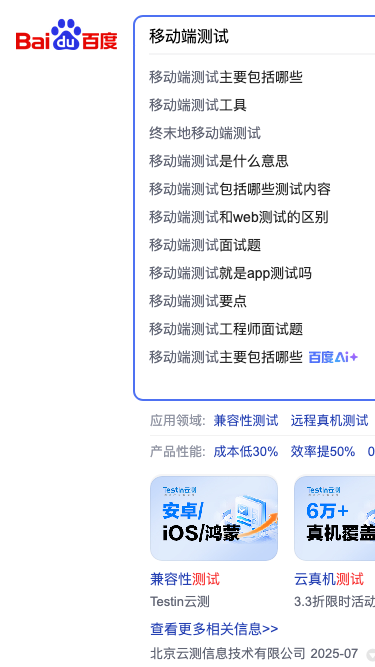 Bai du 百度
移动端测试
移动端测试主要包括哪些
移动端测试工具
终末地移动端测试
移动端测试是什么意思
移动端测试包括哪些测试内容
移动端测试和web测试的区别
移动端测试面试题
移动端测试就是app测试吗
移动端测试要点
移动端测试工程师面试题
移动端测试主要包括哪些 百度Ai+
应用领域: 兼容性测试 远程真机测试
产品性能: 成本低30% 效率提50% 0
Testin云测 Testin云测
安卓/ 6万+
iOS/鸿蒙 真机覆盖
兼容性测试 云真机测试
Testin云测 3.3折限时活动
查看更多相关信息>>
北京云测信息技术有限公司 2025-07